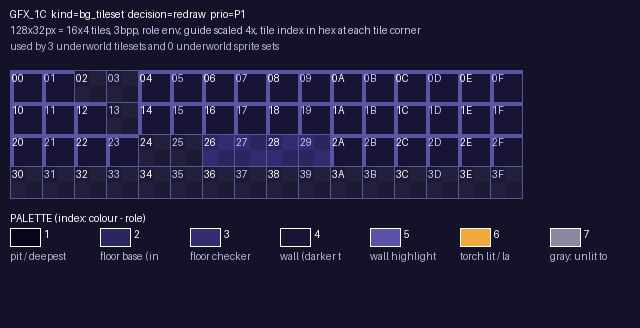 GFX_1C kind=bg_tileset decision=redraw prio=P1
128x32px = 16x4 tiles, 3bpp, role env; guide scaled 4x, tile index in hex at each tile corner
used by 3 underworld tilesets and 0 underworld sprite sets
00 01 02 03 04 05 06 07 08 09 0A 0B 0C 0D 0E 0F
10 11 12 13 14 15 16 17 18 19 1A 1B 1C 1D 1E 1F
20 21 22 23 24 25 26 27 28 29 2A 2B 2C 2D 2E 2F
30 31 32 33 34 35 36 37 38 39 3A 3B 3C 3D 3E 3F
PALETTE (index: colour - role)
1 2 3 4 5 6 7
pit / deepest floor base (in floor checker wall (darker t wall highlight torch lit / la gray: unlit to